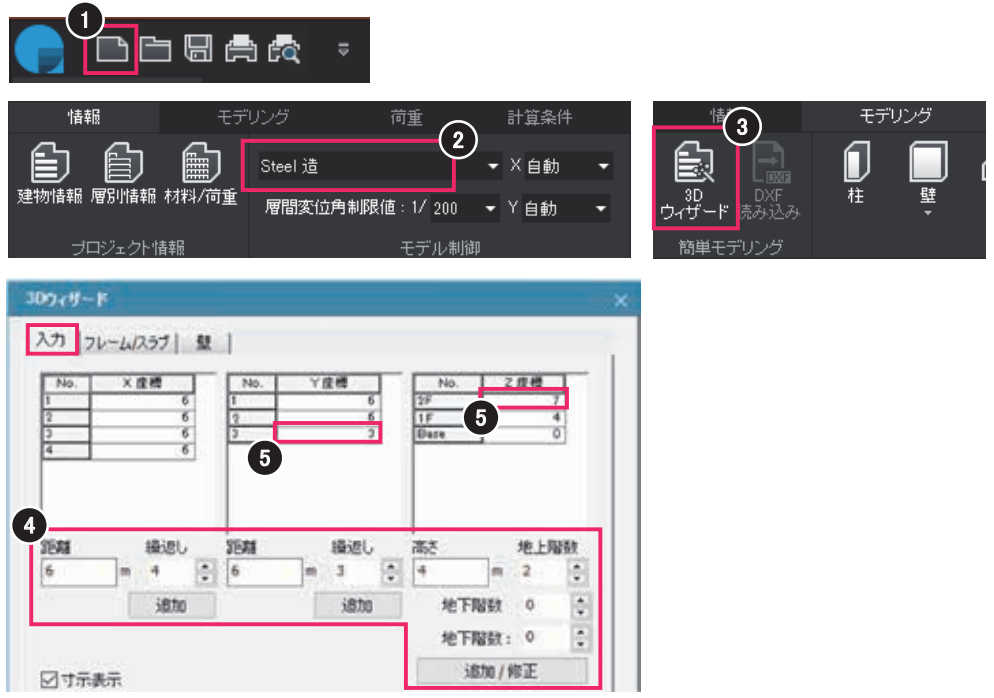 1
情報 モデリング 荷重 計算条件
2
Steel 造 X 自動
建物情報 層別情報 材料/荷重
層間変位角制限値 : 1/ 200 Y 自動
プロジェクト情報 モデル制御
モデリング
3
DXF
3D
ウィザード
DXF
読み込み
柱 壁
簡単モデリング
3Dウィザード
入力 フレーム/スラブ 壁
No. X 座標
1 6
2 6
3 6
4 6
No. Y 座標
1 6
2 6
3 3
No. Z 座標
2F 7
1F 4
Base 0
5
5
4
距離 繰返し 距離 繰返し 高さ 地上階数
6 m 4 6 m 3 4 m 2
追加 追加 地下階数 0
地下階数 : 0
追加 / 修正
寸示表示